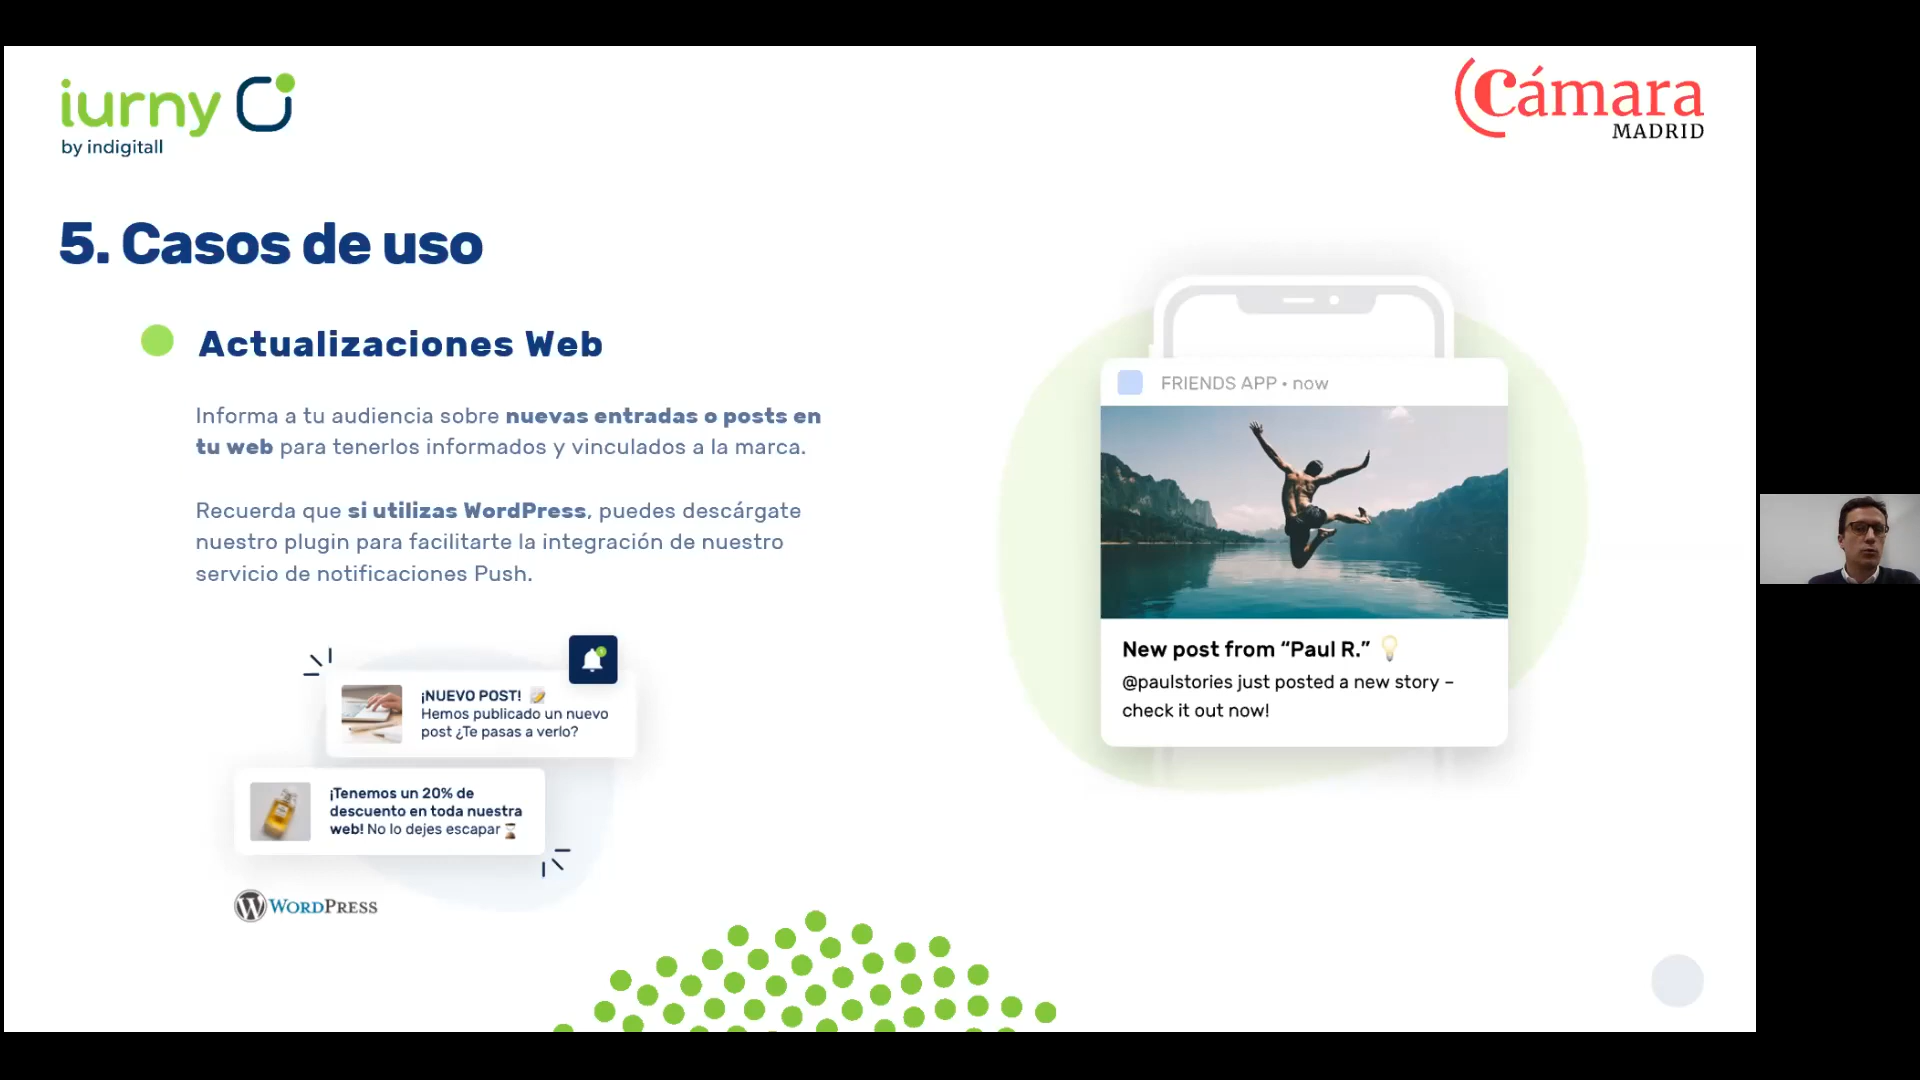 iurny
by indigitall
Cámara
MADRID
5. Casos de uso
Actualizaciones Web
Informa a tu audiencia sobre nuevas entradas o posts en
tu web para tenerlos informados y vinculados a la marca.
Recuerda que si utilizas WordPress, puedes descárgate
nuestro plugin para facilitarte la integración de nuestro
servicio de notificaciones Push.
¡NUEVO POST! 📝
Hemos publicado un nuevo
post ¿Te pasas a verlo?
¡Tenemos un 20% de
descuento en toda nuestra
web! No lo dejes escapar ⏳
WORDPRESS
FRIENDS APP • now
New post from “Paul R.” 💡
@paulstories just posted a new story –
check it out now!